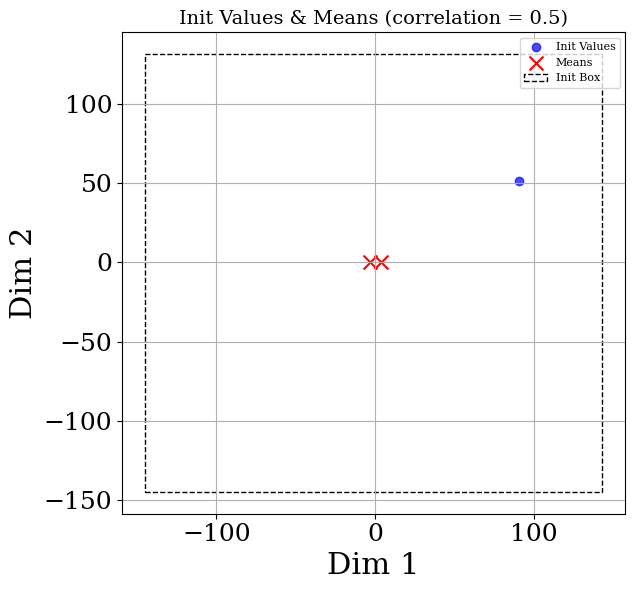 Init Values & Means (correlation = 0.5)
Init Values
Means
Init Box
100
50
0
−50
−100
−150
Dim 2
−100 0 100
Dim 1